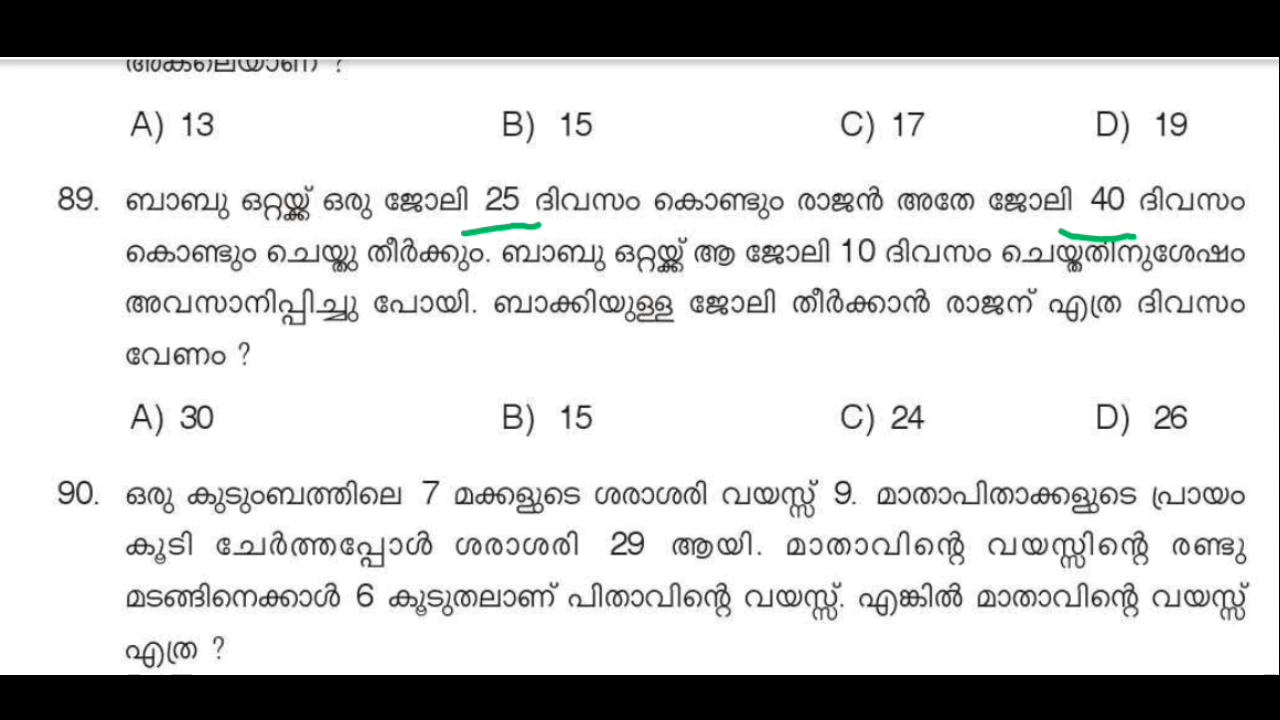 അകലെയാണ് ?
A) 13 B) 15 C) 17 D) 19
89. ബാബു ഒറ്റയ്ക്ക് ഒരു ജോലി 25 ദിവസം കൊണ്ടും രാജൻ അതേ ജോലി 40 ദിവസം
കൊണ്ടും ചെയ്തു തീർക്കും. ബാബു ഒറ്റയ്ക്ക് ആ ജോലി 10 ദിവസം ചെയ്തതിനുശേഷം
അവസാനിപ്പിച്ചു പോയി. ബാക്കിയുള്ള ജോലി തീർക്കാൻ രാജന് എത്ര ദിവസം
വേണം ?
A) 30 B) 15 C) 24 D) 26
90. ഒരു കുടുംബത്തിലെ 7 മക്കളുടെ ശരാശരി വയസ്സ് 9. മാതാപിതാക്കളുടെ പ്രായം
കൂടി ചേർത്തപ്പോൾ ശരാശരി 29 ആയി. മാതാവിന്റെ വയസ്സിന്റെ രണ്ടു
മടങ്ങിനെക്കാൾ 6 കൂടുതലാണ് പിതാവിന്റെ വയസ്സ്. എങ്കിൽ മാതാവിന്റെ വയസ്സ്
എത്ര ?